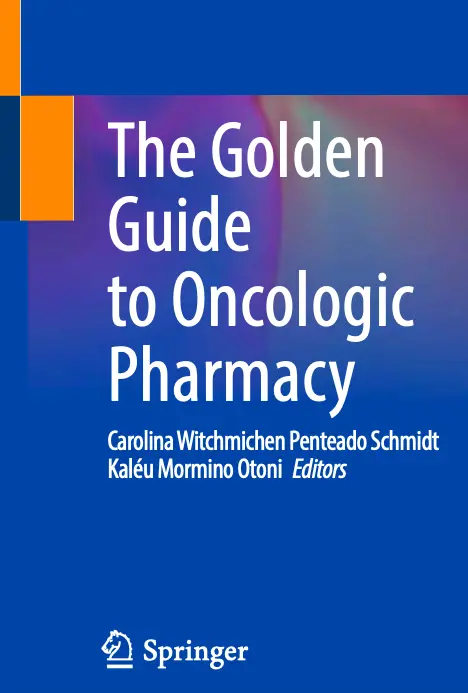 The Golden
Guide
to Oncologic
Pharmacy
Carolina Witchmichen Penteado Schmidt
Kaléu Mormino Otoni Editors
Springer